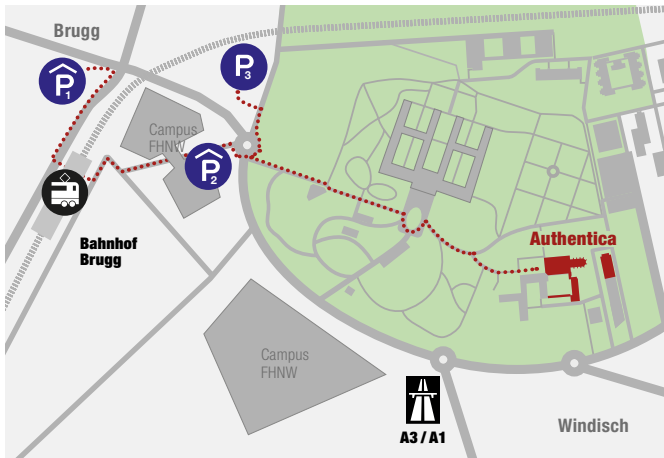 Brugg
P1
P3
Campus
FHNW
P2
Bahnhof
Brugg
Authentica
Campus
FHNW
A3 / A1
Windisch